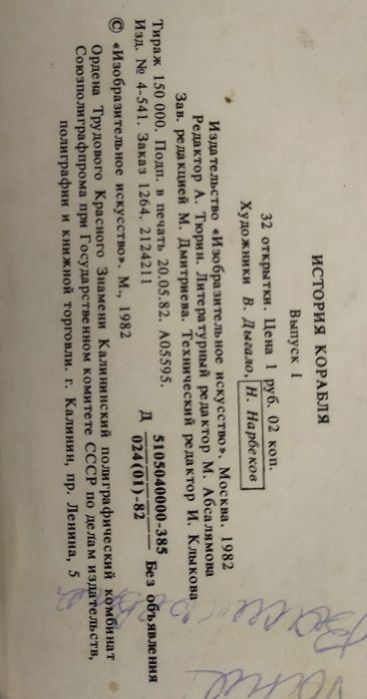 ИСТОРИЯ КОРАБЛЯ
Выпуск I
32 открытки. Цена 1 руб. 02 коп.
Художники В. Дыгало, Н. Нарбеков
Издательство «Изобразительное искусство». Москва. 1982
Редактор А. Тюрин. Литературный редактор М. Абсалямова
Зав. редакцией М. Дмитриева. Технический редактор И. Клыкова
Тираж 150 000. Подп. в печать 20.05.82. А05595.
Изд. № 4-541. Заказ 1264. 2124211
Д 5105040000-385 Без объявления
024(01)-82
© «Изобразительное искусство». М., 1982
Ордена Трудового Красного Знамени Калининский полиграфический комбинат
Союзполиграфпрома при Государственном комитете СССР по делам издательств,
полиграфии и книжной торговли. г. Калинин, пр. Ленина, 5